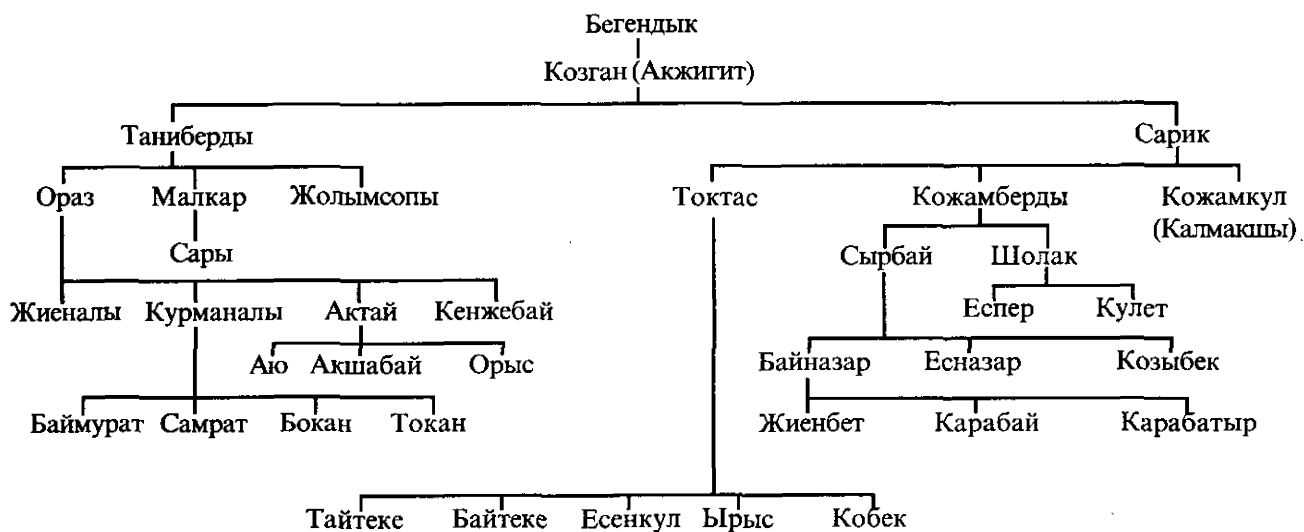 Бегендык
Козган (Акжигит)
Таниберды Сарик
Ораз Малкар Жолымсопы Токтас Кожамберды Кожамкул
(Калмакшы)
Сары Сырбай Шолак
Жиеналы Курманалы Актай Кенжебай Еспер Кулет
Аю Акшабай Орыс Байназар Есназар Козыбек
Баймурат Самрат Бокан Токан Жиенбет Карабай Карабатыр
Тайтеке Байтеке Есенкул Ырыс Кобек